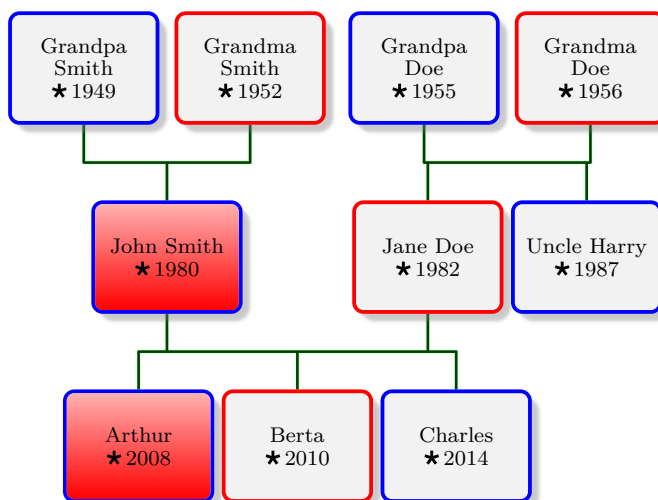 Grandpa
Smith
★1949
Grandma
Smith
★1952
Grandpa
Doe
★1955
Grandma
Doe
★1956
John Smith
★1980
Jane Doe
★1982
Uncle Harry
★1987
Arthur
★2008
Berta
★2010
Charles
★2014